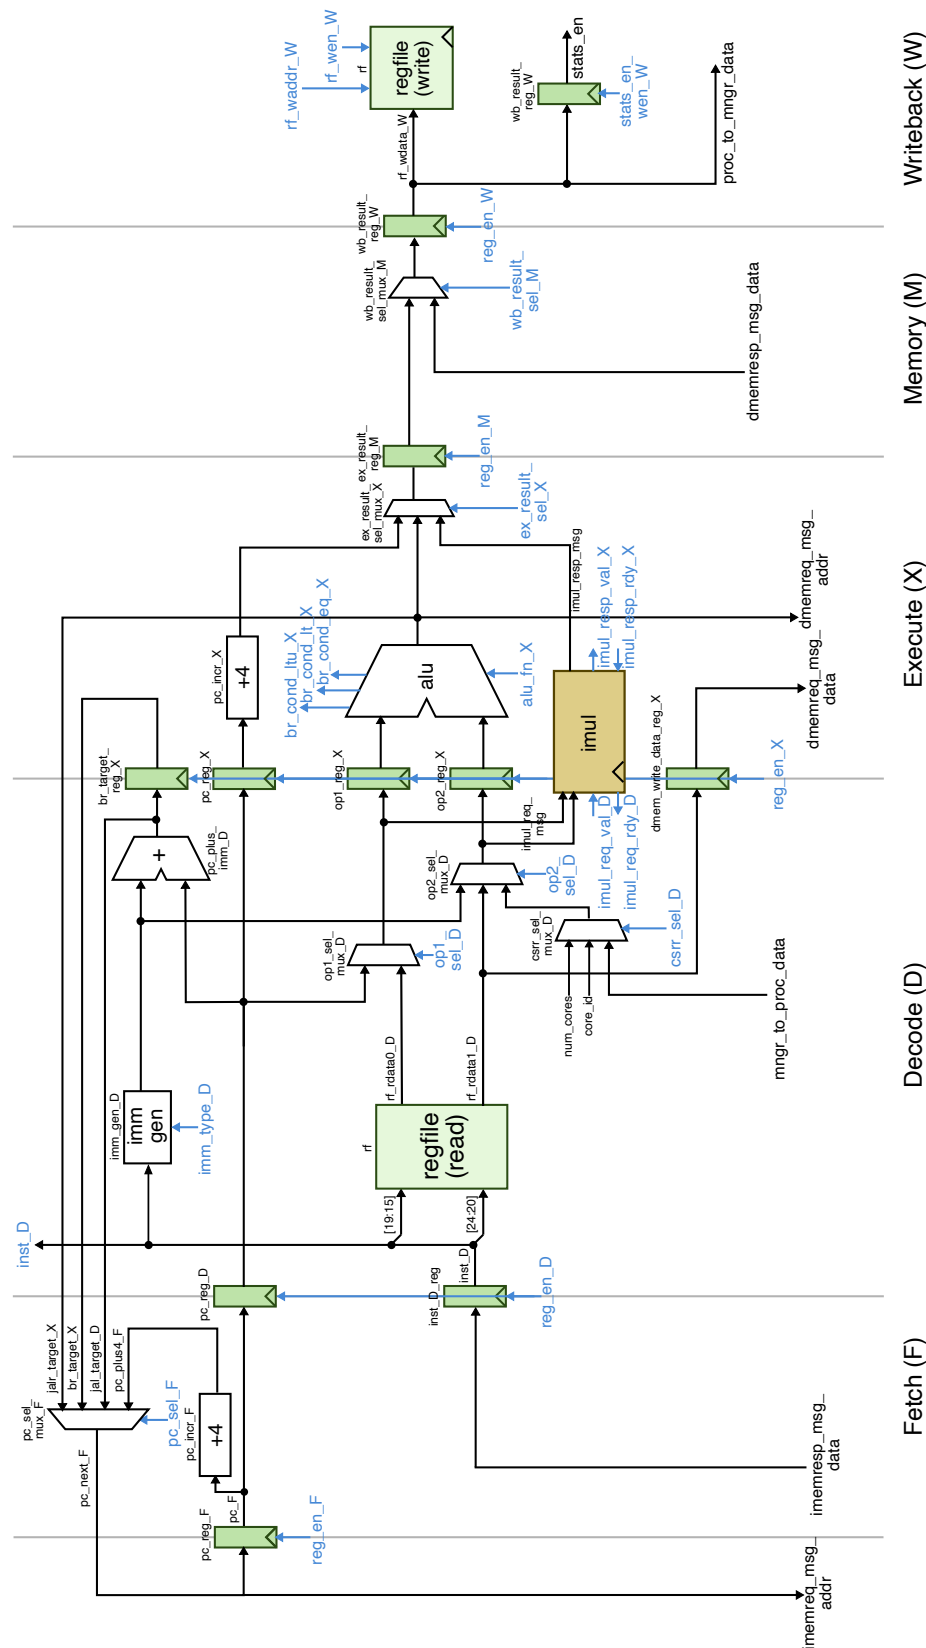 Fetch (F)
Decode (D)
Execute (X)
Memory (M)
Writeback (W)
pc_sel_
mux_F
pc_next_F
jalr_target_X
br_target_X
jal_target_D
pc_plus4_F
pc_sel_F
pc_incr_F
+4
pc_reg_F
pc_F
reg_en_F
imemreq_msg_
addr
imemresp_msg_
data
inst_D
pc_reg_D
inst_D_reg
inst_D
reg_en_D
imm_gen_D
imm
gen
imm_type_D
[19:15]
[24:20]
rf
regfile
(read)
rf_rdata0_D
rf_rdata1_D
op1_sel_
mux_D
op1_
sel_D
pc_plus_
imm_D
+
op2_sel_
mux_D
op2_
sel_D
num_cores
core_id
csrr_sel_
mux_D
csrr_sel_D
mngr_to_proc_data
imul_req_
msg
imul_req_val_D
imul_req_rdy_D
br_target_
reg_X
pc_reg_X
op1_reg_X
op2_reg_X
dmem_write_data_reg_X
reg_en_X
pc_incr_X
+4
br_cond_ltu_X
br_cond_lt_X
br_cond_eq_X
alu
alu_fn_X
imul
imul_resp_msg
imul_resp_val_X
imul_resp_rdy_X
dmemreq_msg_
data
dmemreq_msg_
addr
ex_result_
sel_mux_X
ex_result_
sel_X
ex_result_
reg_M
reg_en_M
dmemresp_msg_data
wb_result_
sel_mux_M
wb_result_
sel_M
wb_result_
reg_W
reg_en_W
rf_wdata_W
rf_waddr_W
rf_wen_W
rf
regfile
(write)
wb_result_
reg_W
stats_en
stats_en_
wen_W
proc_to_mngr_data